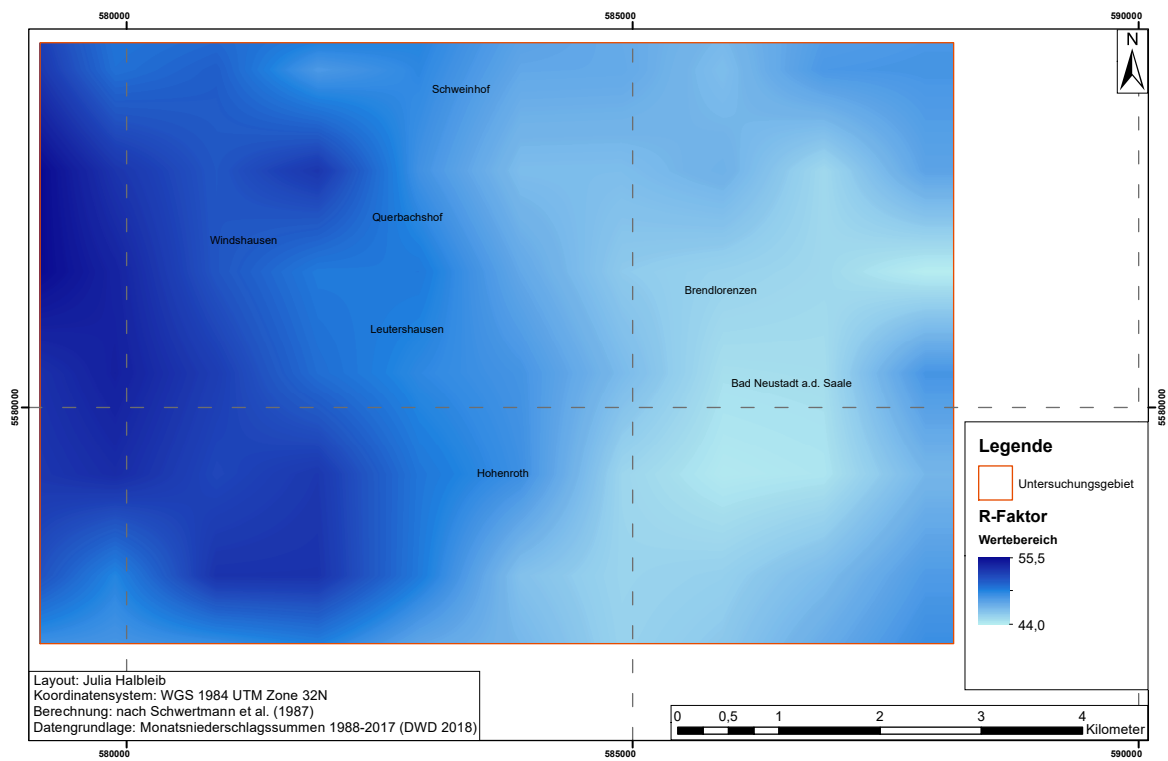 580000
585000
590000
N
Schweinhof
Querbachshof
Windshausen
Brendlorenzen
Leutershausen
Bad Neustadt a.d. Saale
5580000
5580000
Hohenroth
Legende
Untersuchungsgebiet
R-Faktor
Wertebereich
55,5
44,0
Layout: Julia Halbleib
Koordinatensystem: WGS 1984 UTM Zone 32N
Berechnung: nach Schwertmann et al. (1987)
Datengrundlage: Monatsniederschlagssummen 1988-2017 (DWD 2018)
0 0,5 1 2 3 4
Kilometer
580000
585000
590000